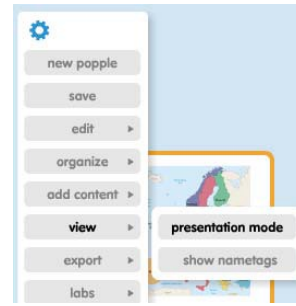 new popple
save
edit
organize
add content
view
presentation mode
export
show nametags
labs